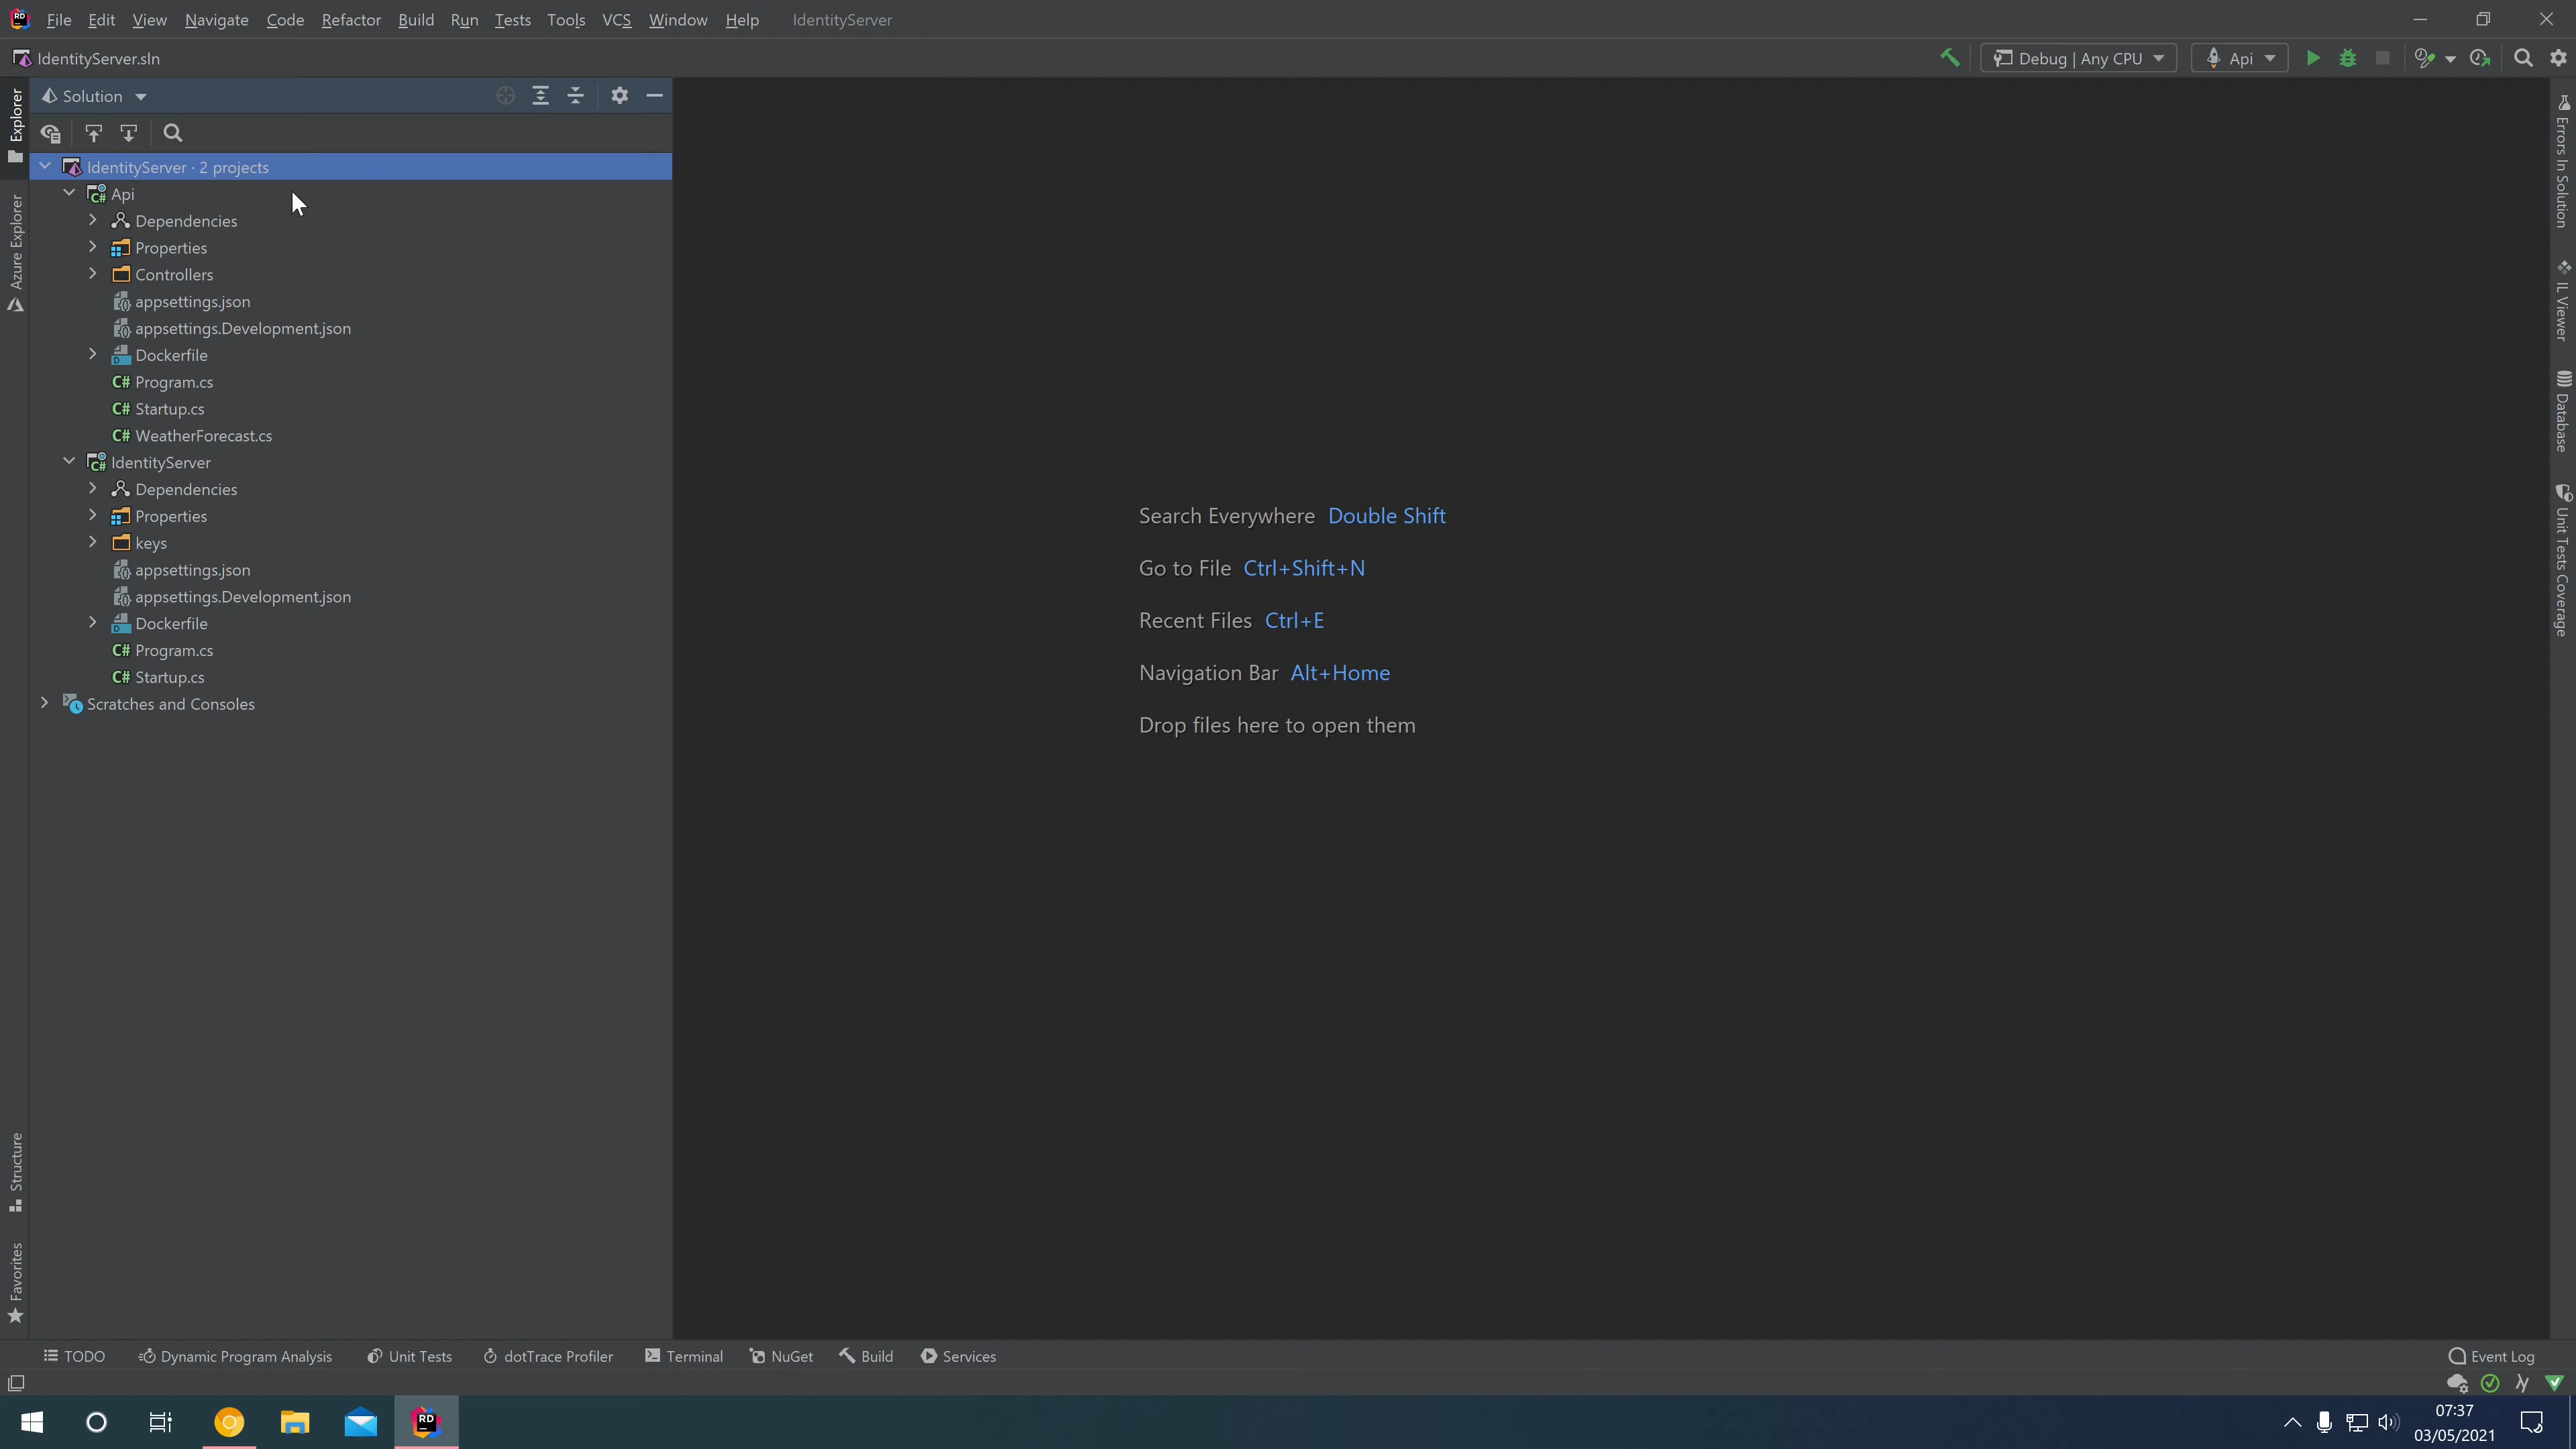 RD File Edit View Navigate Code Refactor Build Run Tests Tools VCS Window Help IdentityServer
IdentityServer.sln
Debug | Any CPU
Api
Solution
Explorer
Azure Explorer
Structure
Favorites
IdentityServer · 2 projects
C# Api
Dependencies
Properties
Controllers
appsettings.json
appsettings.Development.json
D Dockerfile
C# Program.cs
C# Startup.cs
C# WeatherForecast.cs
C# IdentityServer
Dependencies
Properties
keys
appsettings.json
appsettings.Development.json
D Dockerfile
C# Program.cs
C# Startup.cs
Scratches and Consoles
Search Everywhere Double Shift
Go to File Ctrl+Shift+N
Recent Files Ctrl+E
Navigation Bar Alt+Home
Drop files here to open them
Errors In Solution
IL Viewer
Database
Unit Tests Coverage
TODO Dynamic Program Analysis Unit Tests dotTrace Profiler Terminal NuGet Build Services Event Log
RD
07:37
03/05/2021